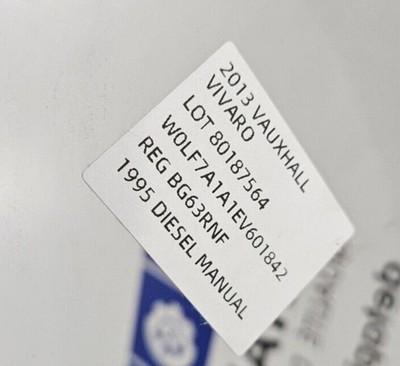 2013 VAUXHALL
VIVARO
LOT 80187564
W0LF7A1A1EV601842
REG BG63RNF
1995 DIESEL MANUAL